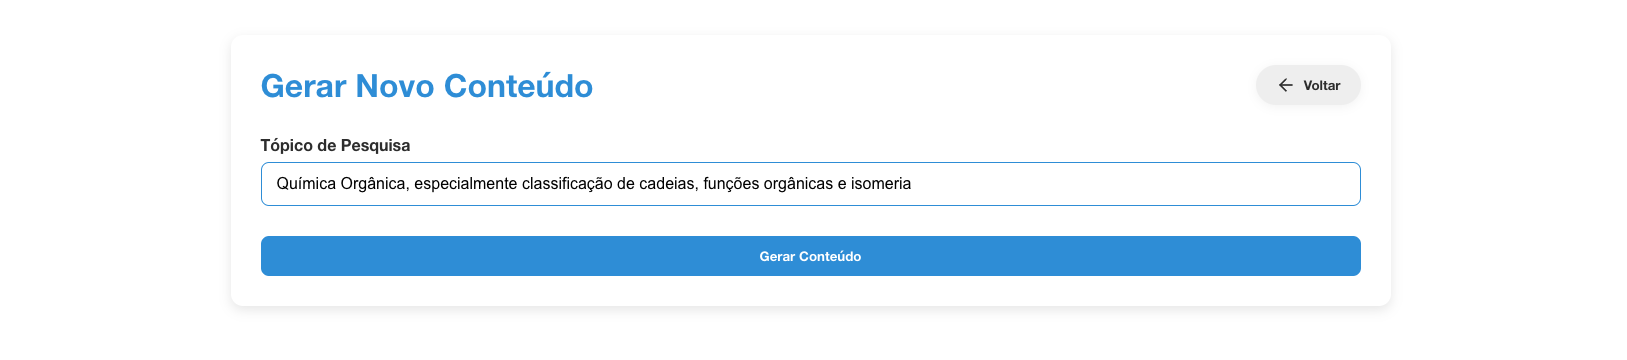 Gerar Novo Conteúdo
Voltar
Tópico de Pesquisa
Química Orgânica, especialmente classificação de cadeias, funções orgânicas e isomeria
Gerar Conteúdo